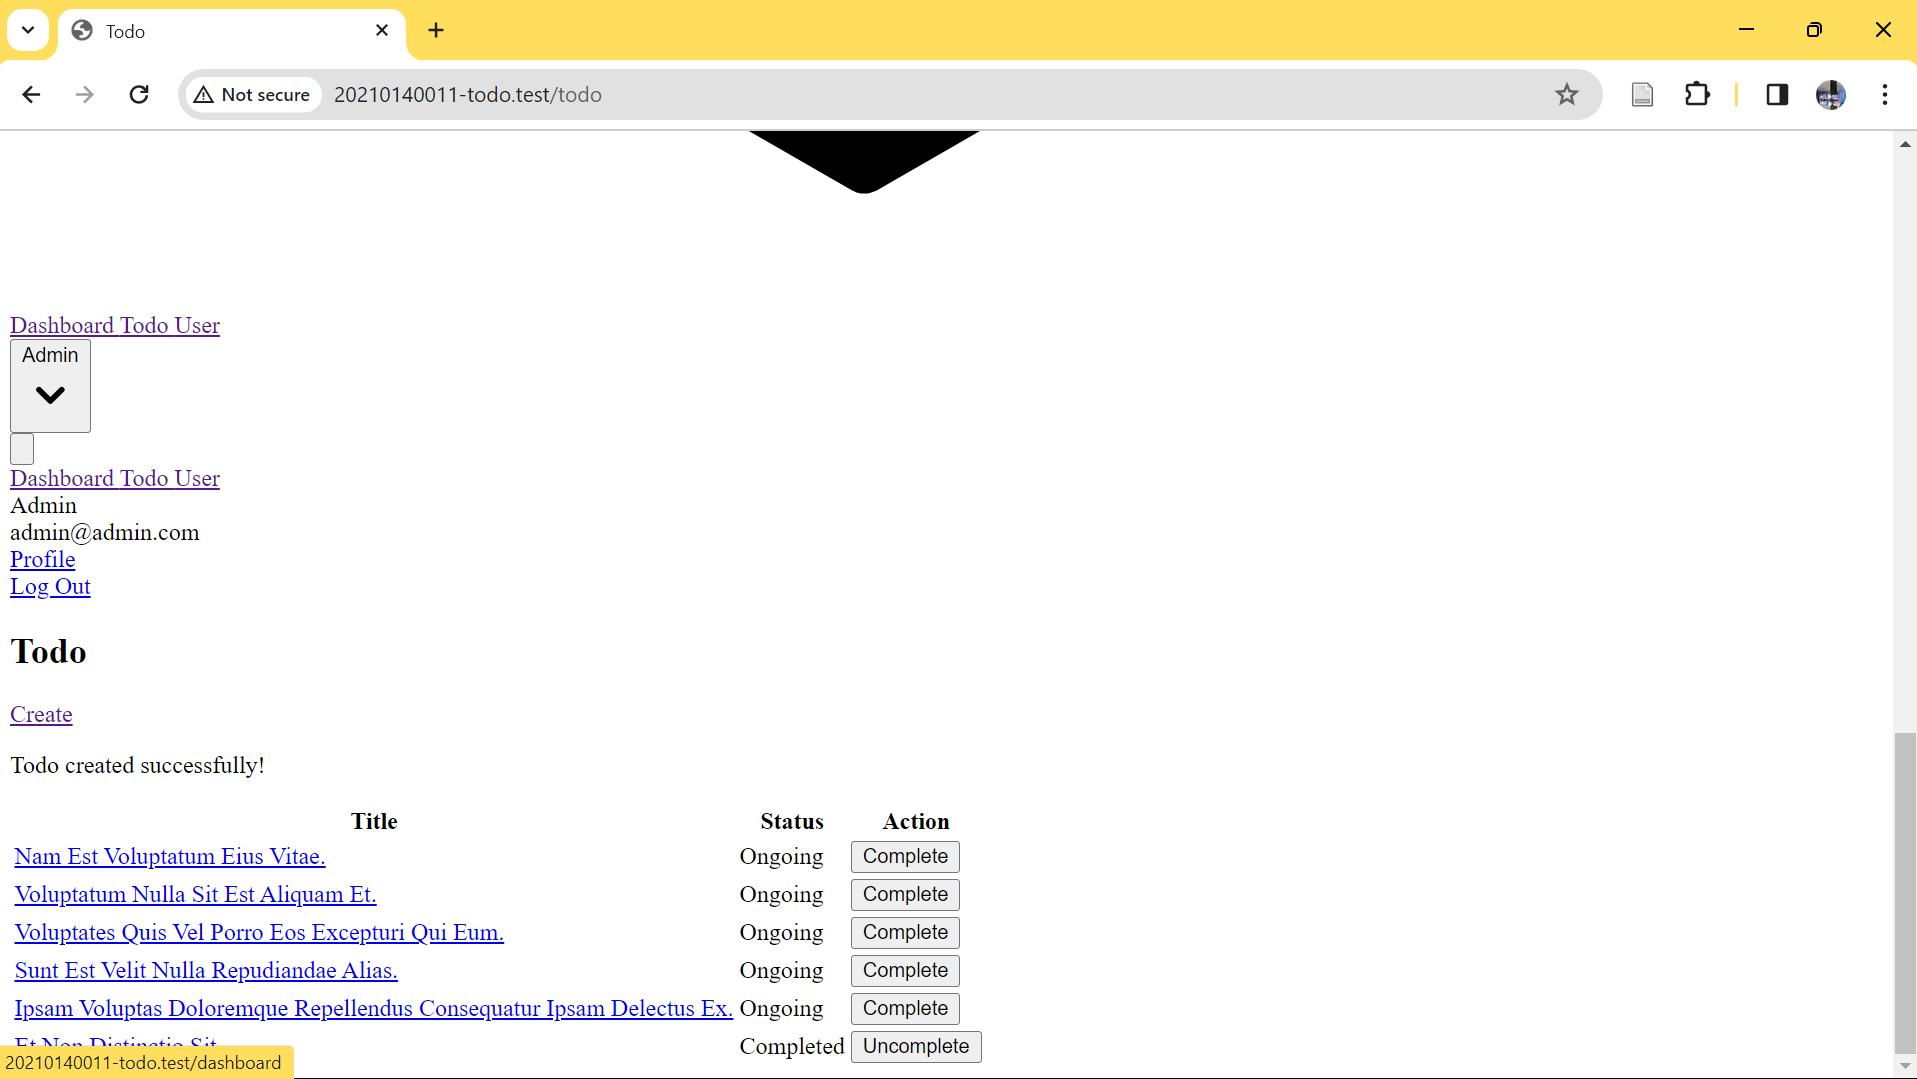 Todo
Not secure
20210140011-todo.test/todo
Dashboard Todo User
Admin
Dashboard Todo User
Admin
admin@admin.com
Profile
Log Out
Todo
Create
Todo created successfully!
Title Status Action
Nam Est Voluptatum Eius Vitae. Ongoing Complete
Voluptatum Nulla Sit Est Aliquam Et. Ongoing Complete
Voluptates Quis Vel Porro Eos Excepturi Qui Eum. Ongoing Complete
Sunt Est Velit Nulla Repudiandae Alias. Ongoing Complete
Ipsam Voluptas Doloremque Repellendus Consequatur Ipsam Delectus Ex. Ongoing Complete
Et Non Distinctio Sit. Completed Uncomplete
20210140011-todo.test/dashboard